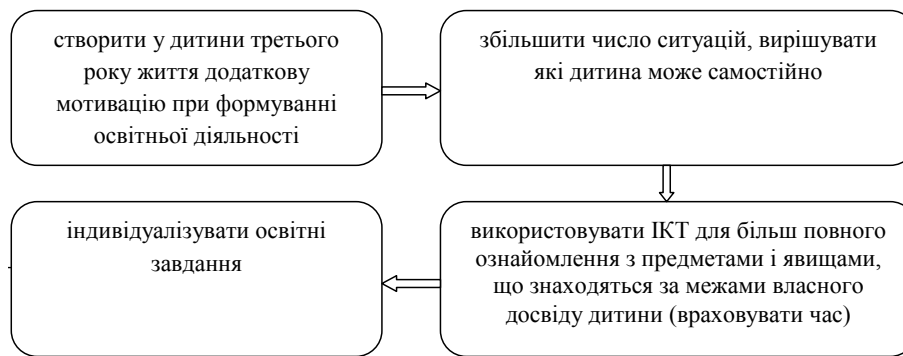 створити у дитини третього
року життя додаткову
мотивацію при формуванні
освітньої діяльності
збільшити число ситуацій, вирішувати
які дитина може самостійно
використовувати ІКТ для більш повного
ознайомлення з предметами і явищами,
що знаходяться за межами власного
досвіду дитини (враховувати час)
індивідуалізувати освітні
завдання